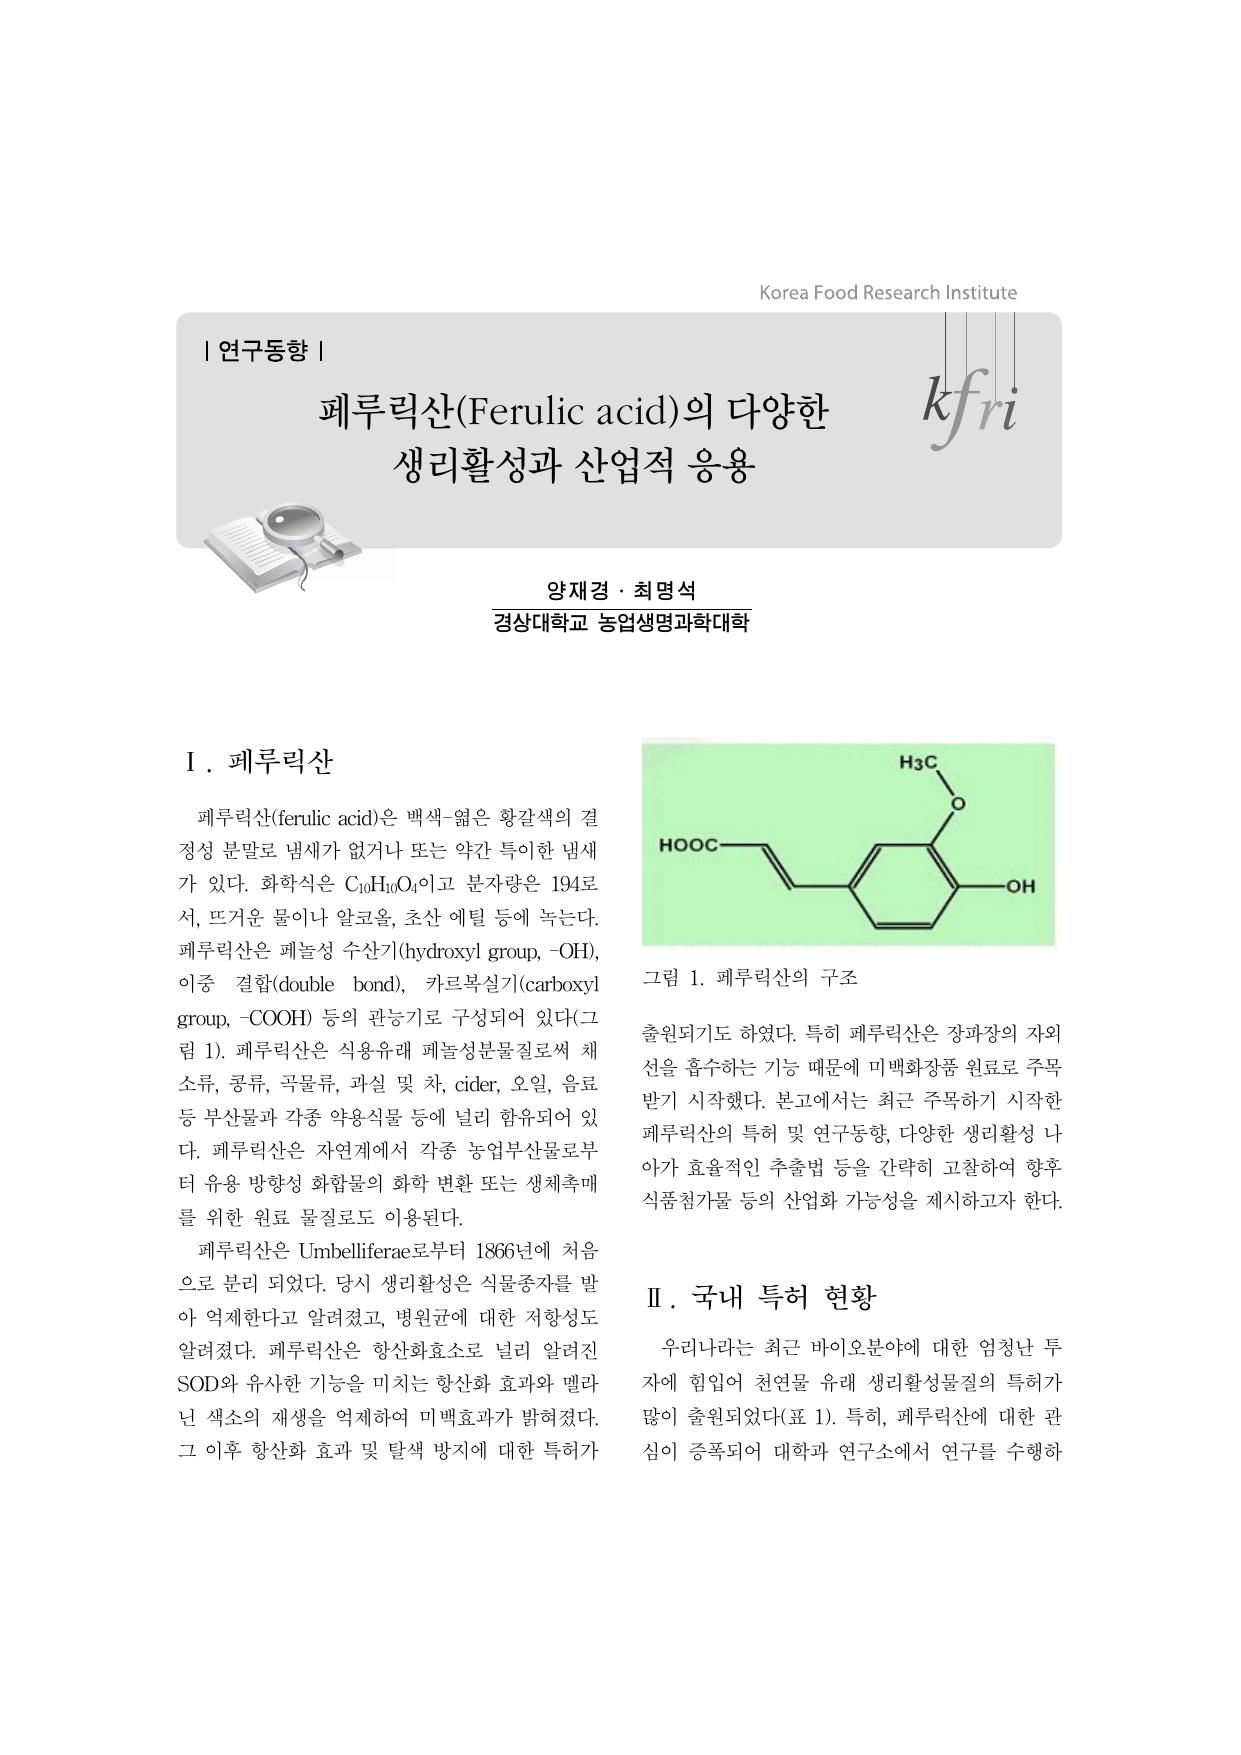 Korea Food Research Institute
| 연구동향 |
kfri
페루릭산(Ferulic acid)의 다양한
생리활성과 산업적 응용
양재경 · 최명석
경상대학교 농업생명과학대학
Ⅰ. 페루릭산
페루릭산(ferulic acid)은 백색-엷은 황갈색의 결
정성 분말로 냄새가 없거나 또는 약간 특이한 냄새
가 있다. 화학식은 C₁₀H₁₀O₄이고 분자량은 194로
서, 뜨거운 물이나 알코올, 초산 에틸 등에 녹는다.
페루릭산은 페놀성 수산기(hydroxyl group, -OH),
이중 결합(double bond), 카르복실기(carboxyl
group, -COOH) 등의 관능기로 구성되어 있다(그
림 1). 페루릭산은 식용유래 페놀성분물질로써 채
소류, 콩류, 곡물류, 과실 및 차, cider, 오일, 음료
등 부산물과 각종 약용식물 등에 널리 함유되어 있
다. 페루릭산은 자연계에서 각종 농업부산물로부
터 유용 방향성 화합물의 화학 변환 또는 생체촉매
를 위한 원료 물질로도 이용된다.
페루릭산은 Umbelliferae로부터 1866년에 처음
으로 분리 되었다. 당시 생리활성은 식물종자를 발
아 억제한다고 알려졌고, 병원균에 대한 저항성도
알려졌다. 페루릭산은 항산화효소로 널리 알려진
SOD와 유사한 기능을 미치는 항산화 효과와 멜라
닌 색소의 재생을 억제하여 미백효과가 밝혀졌다.
그 이후 항산화 효과 및 탈색 방지에 대한 특허가
H3C
O
HOOC
OH
그림 1. 페루릭산의 구조
출원되기도 하였다. 특히 페루릭산은 장파장의 자외
선을 흡수하는 기능 때문에 미백화장품 원료로 주목
받기 시작했다. 본고에서는 최근 주목하기 시작한
페루릭산의 특허 및 연구동향, 다양한 생리활성 나
아가 효율적인 추출법 등을 간략히 고찰하여 향후
식품첨가물 등의 산업화 가능성을 제시하고자 한다.
Ⅱ. 국내 특허 현황
우리나라는 최근 바이오분야에 대한 엄청난 투
자에 힘입어 천연물 유래 생리활성물질의 특허가
많이 출원되었다(표 1). 특히, 페루릭산에 대한 관
심이 증폭되어 대학과 연구소에서 연구를 수행하